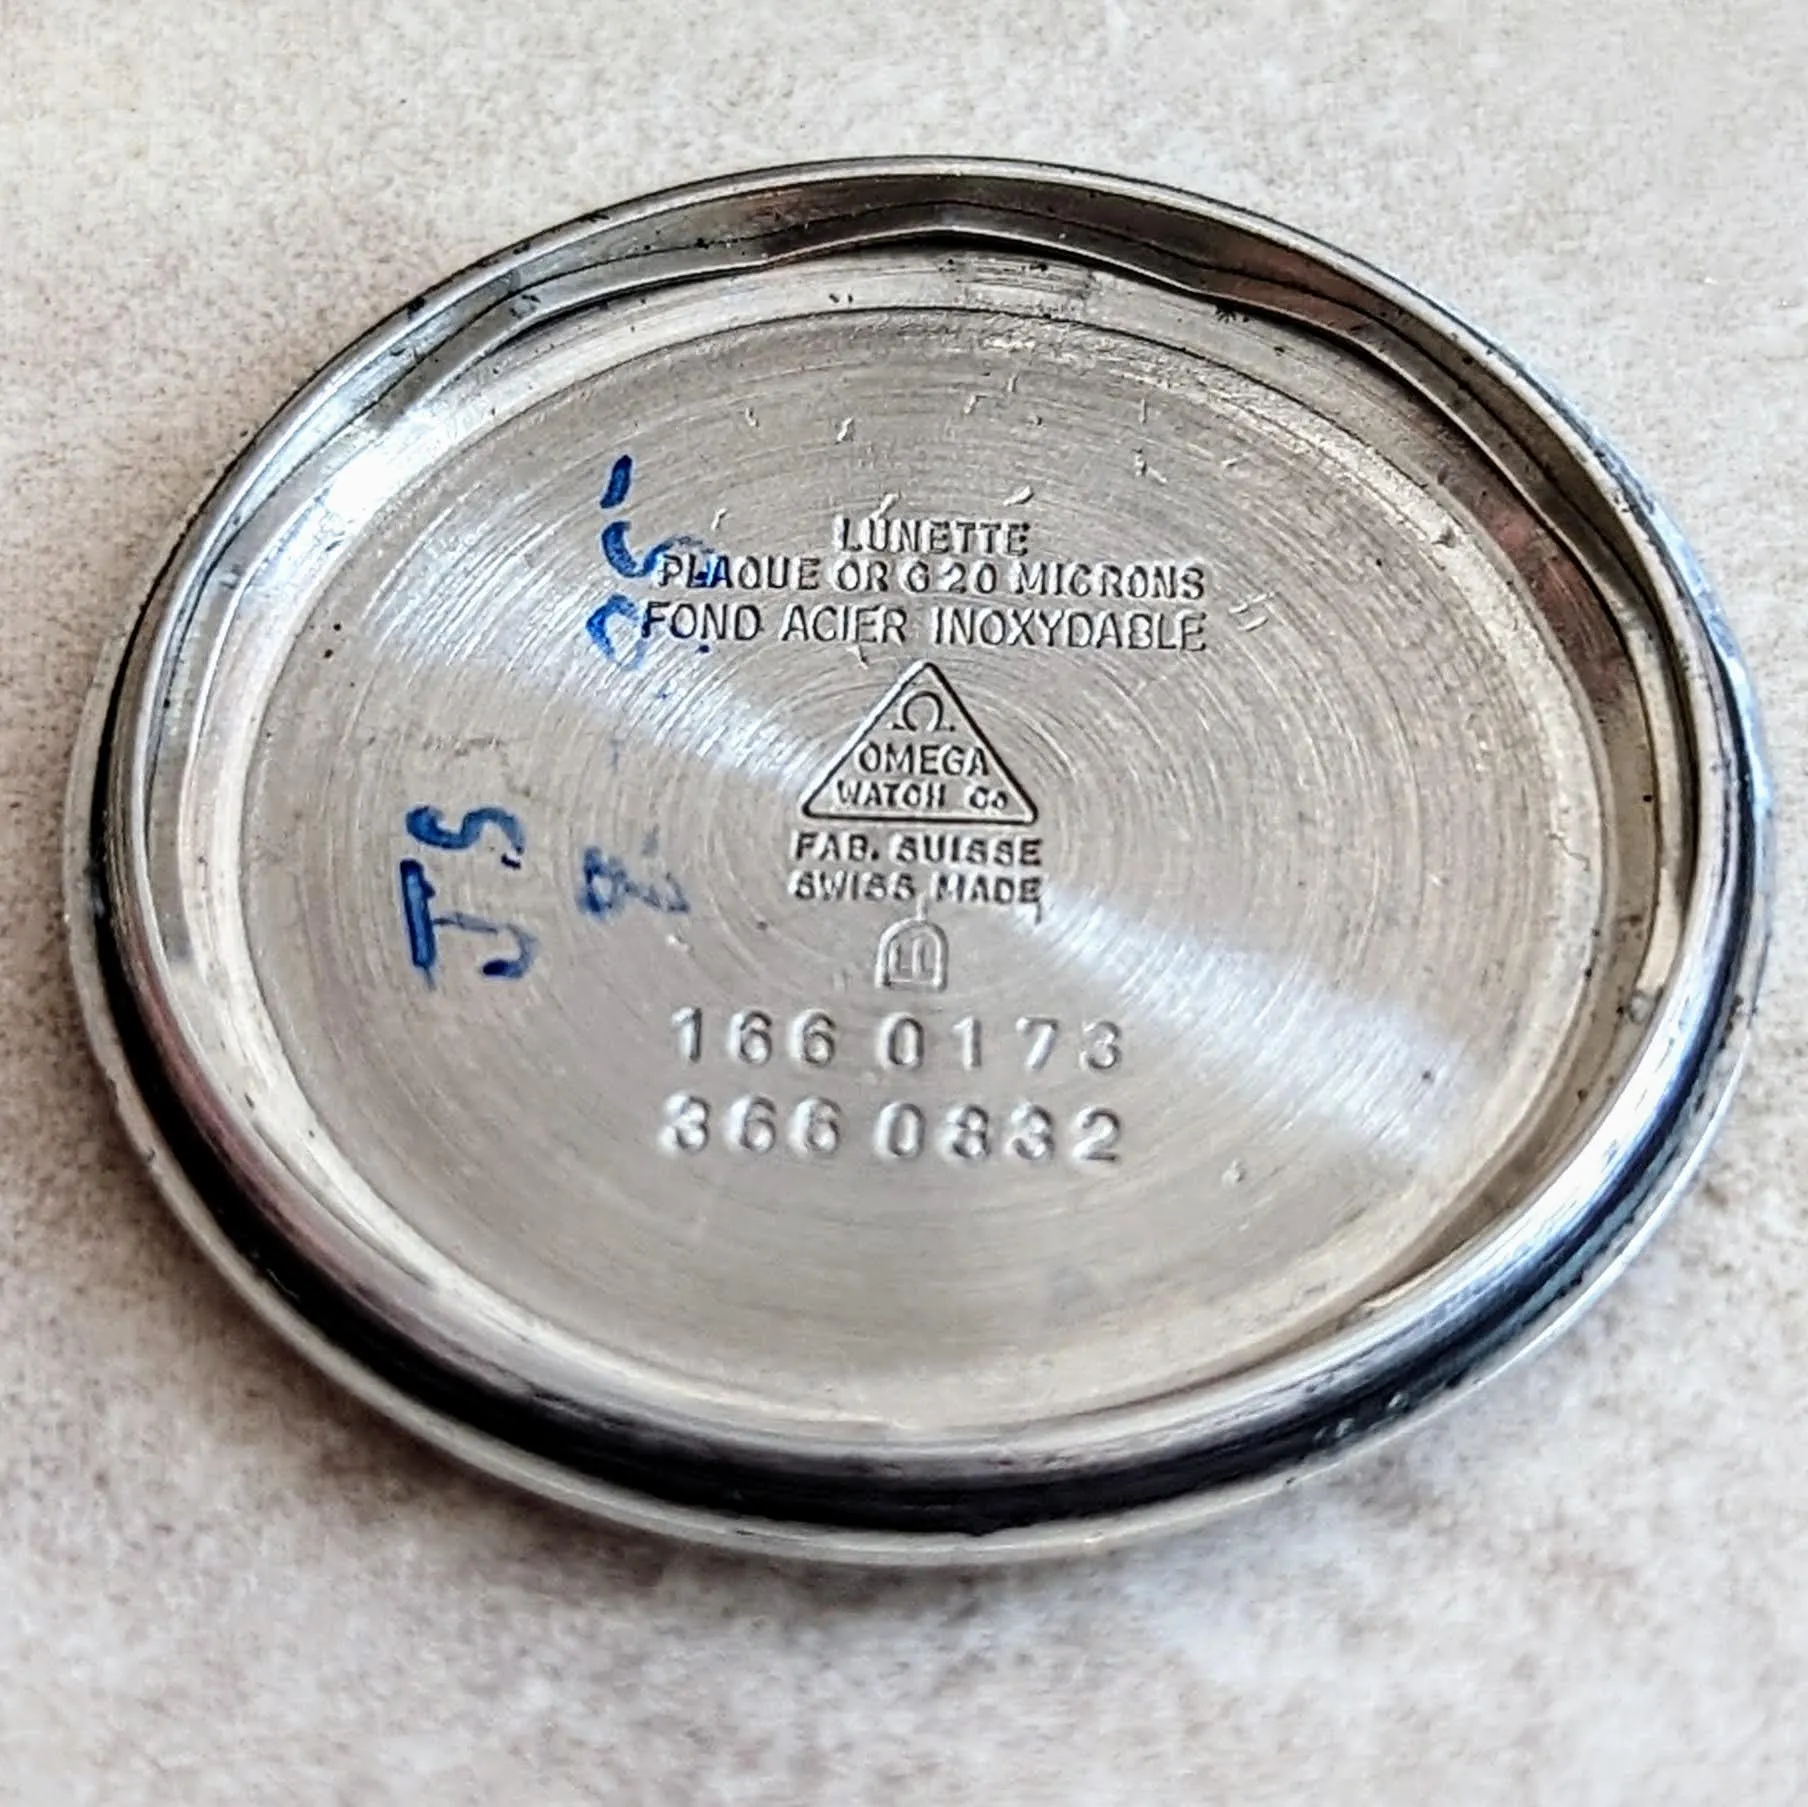 LUNETTE
PLAQUE OR G 20 MICRONS
FOND ACIER INOXYDABLE
Ω
OMEGA
WATCH Co
FAB. SUISSE
SWISS MADE
166 0173
366 0832
JS